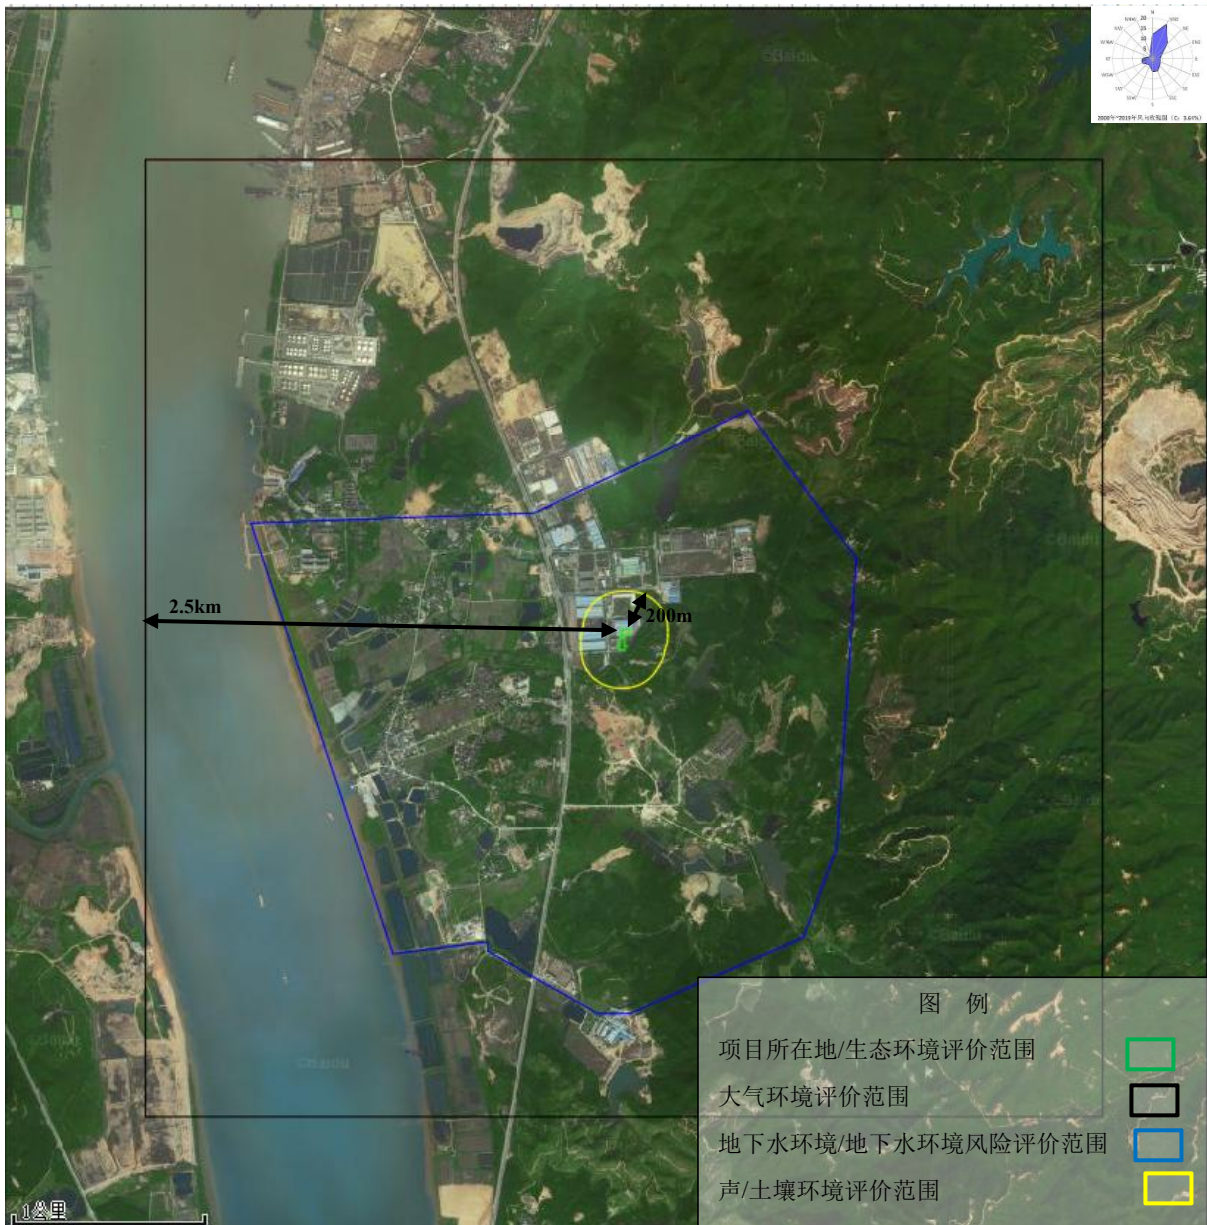 ©Baidu
2.5km
200m
图 例
项目所在地/生态环境评价范围
大气环境评价范围
地下水环境/地下水环境风险评价范围
声/土壤环境评价范围
1公里